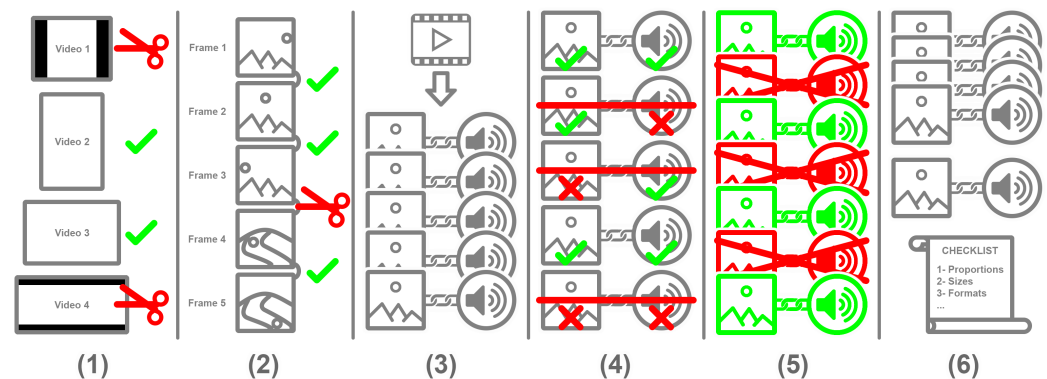 Video 1
Video 2
Video 3
Video 4
(1)
Frame 1
Frame 2
Frame 3
Frame 4
Frame 5
(2)
(3)
(4)
(5)
CHECKLIST
1- Proportions
2- Sizes
3- Formats
...
(6)